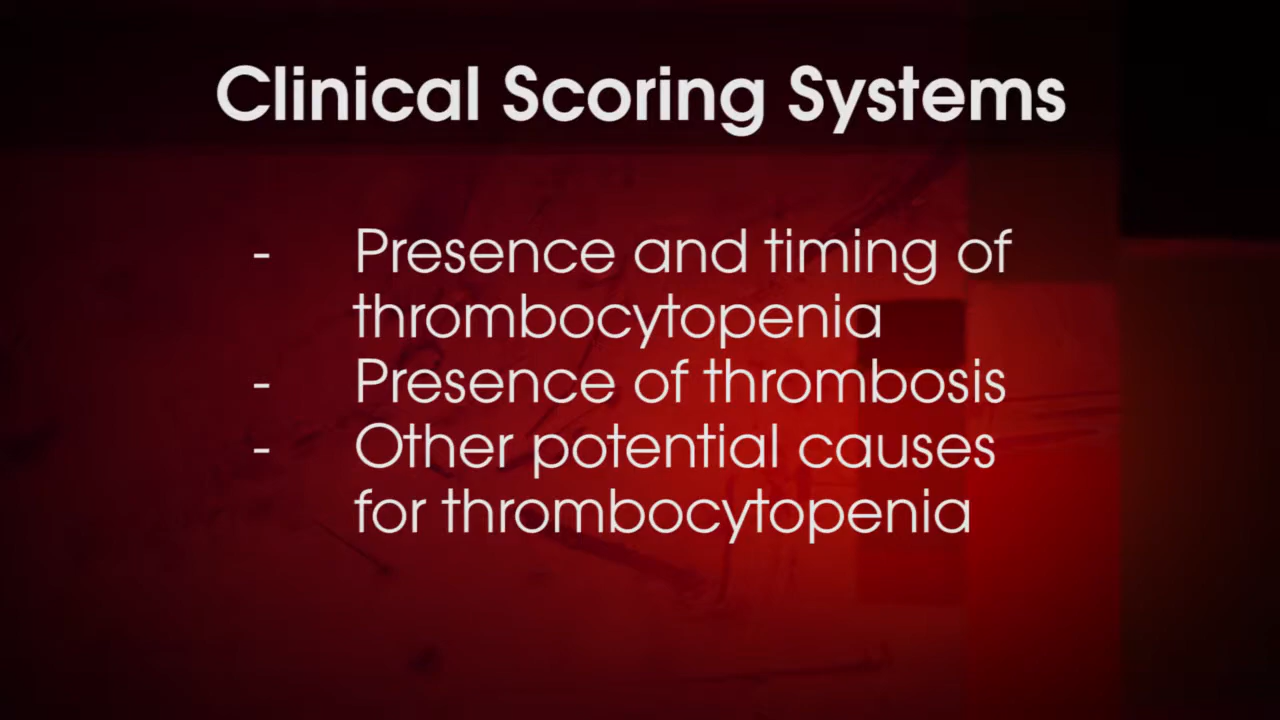 Clinical Scoring Systems
- Presence and timing of
thrombocytopenia
- Presence of thrombosis
- Other potential causes
for thrombocytopenia